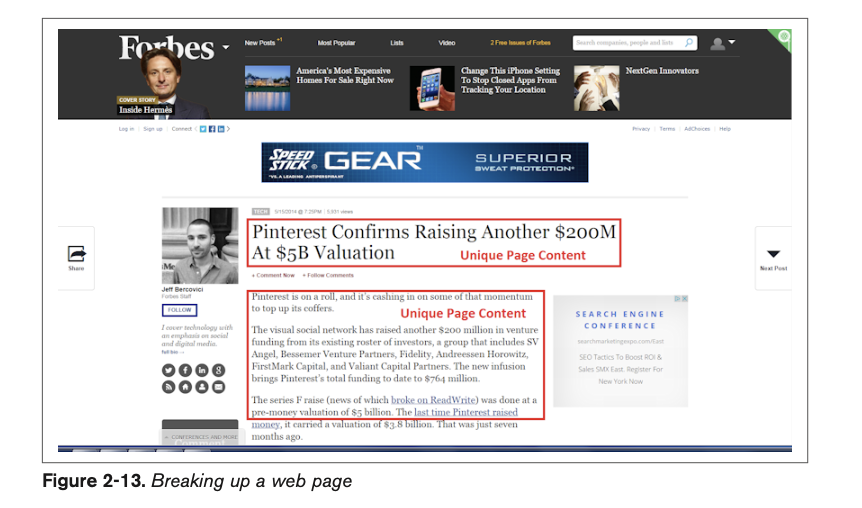 Forbes
New Posts +1
Most Popular
Lists
Video
2 Free Issues of Forbes
Search companies, people and lists
COVER STORY
Inside Hermès
America's Most Expensive
Homes For Sale Right Now
Change This iPhone Setting
To Stop Closed Apps From
Tracking Your Location
NextGen Innovators
Log in | Sign up | Connect
Privacy | Terms | AdChoices | Help
SPEED STICK® GEAR™
*VS. A LEADING ANTIPERSPIRANT
SUPERIOR
SWEAT PROTECTION*
Share
Next Post
TECH 5,931 views
Pinterest Confirms Raising Another $200M
At $5B Valuation
Unique Page Content
+ Comment Now + Follow Comments
Jeff Bercovici
Forbes Staff
FOLLOW
I cover technology with
an emphasis on social
and digital media.
full bio →
Pinterest is on a roll, and it's cashing in on some of that momentum
to top up its coffers.
Unique Page Content
The visual social network has raised another $200 million in venture
funding from its existing roster of investors, a group that includes SV
Angel, Bessemer Venture Partners, Fidelity, Andreessen Horowitz,
FirstMark Capital, and Valiant Capital Partners. The new infusion
brings Pinterest's total funding to date to $764 million.
The series F raise (news of which broke on ReadWrite) was done at a
pre-money valuation of $5 billion. The last time Pinterest raised
money, it carried a valuation of $3.8 billion. That was just seven
months ago.
SEARCH ENGINE
CONFERENCE
searchmarketingexpo.com/East
SEO Tactics To Boost ROI &
Sales SMX East. Register For
New York Now
+ CONFERENCES AND MORE
Figure 2-13. Breaking up a web page